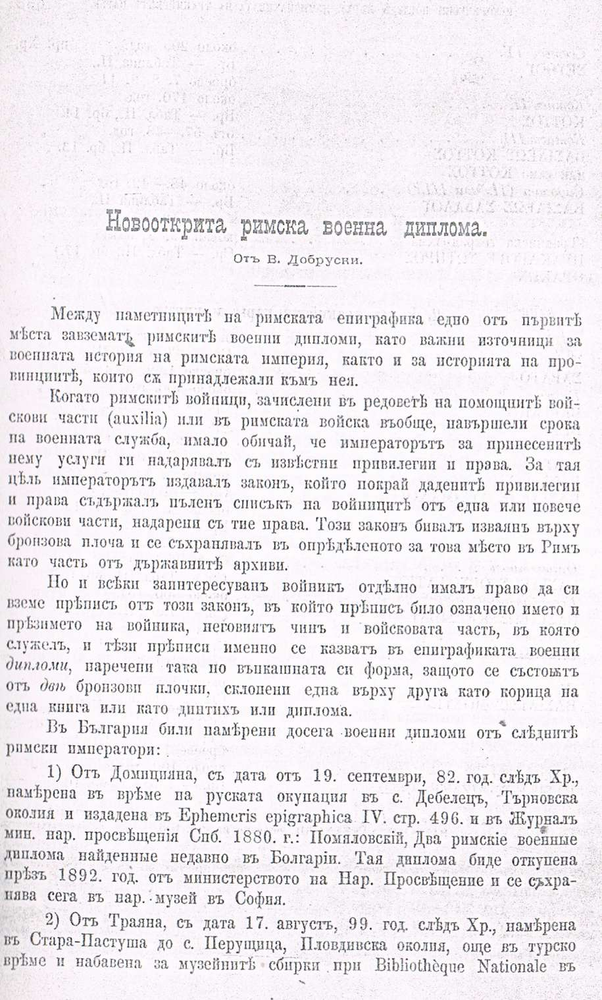 Новооткрита римска военна диплома.
Отъ В. Добруски.
Между паметницитѣ на римската епиграфика едно отъ първитѣ
мѣста завзематъ римскитѣ военни дипломи, като важни източници за
военната история на римската империя, както и за историята на про-
винциитѣ, които сѫ принадлежали къмъ нея.
Когато римскитѣ войници, зачислени въ редоветѣ на помощнитѣ вой-
скови части (auxilia) или въ римската войска въобще, навършели срока
на военната служба, имало обичай, че императорътъ за принесенитѣ
нему услуги ги надарявалъ съ извѣстни привилегии и права. За тая
цѣль императорътъ издавалъ законъ, който покрай даденитѣ привилегии
и права съдържалъ пъленъ списъкъ на войницитѣ отъ една или повече
войскови части, надарени съ тие права. Този законъ бивалъ изваянъ върху
бронзова плоча и се съхранявалъ въ опрѣдѣленото за това мѣсто въ Римъ
като часть отъ държавнитѣ архиви.
Но и всѣки заинтересуванъ войникъ отдѣлно ималъ право да си
вземе прѣписъ отъ този законъ, въ който прѣписъ било означено името и
прѣзимето на войника, неговиятъ чинъ и войсковата часть, въ която
служелъ, и тѣзи прѣписи именно се казватъ въ епиграфиката военни
дипломи, наречени така по външната си форма, защото се състоѭтъ
отъ двѣ бронзови плочки, склопени една върху друга като корица на
една книга или като диптихъ или диплома.
Въ България били намѣрени досега военни дипломи отъ слѣднитѣ
римски императори:
1) Отъ Домицияна, съ дата отъ 19. септември, 82. год. слѣдъ Хр.,
намѣрена въ врѣме на руската окупация въ с. Дебелецъ, Търновска
околия и издадена въ Ephemeris epigraphica IV. стр. 496. и въ Журналъ
мин. нар. просвѣщенія Спб. 1880. г.: Помяловскій, Два римскіе военные
диплома найденные недавно въ Болгаріи. Тая диплома биде откупена
прѣзъ 1892. год. отъ министерството на Нар. Просвѣщение и се съхра-
нява сега въ нар. музей въ София.
2) Отъ Траяна, съ дата 17. августъ, 99. год. слѣдъ Хр., намѣрена
въ Стара-Пастуша до с. Перущица, Пловдивска околия, още въ турско
врѣме и набавена за музейнитѣ сбирки при Bibliothèque Nationale въ